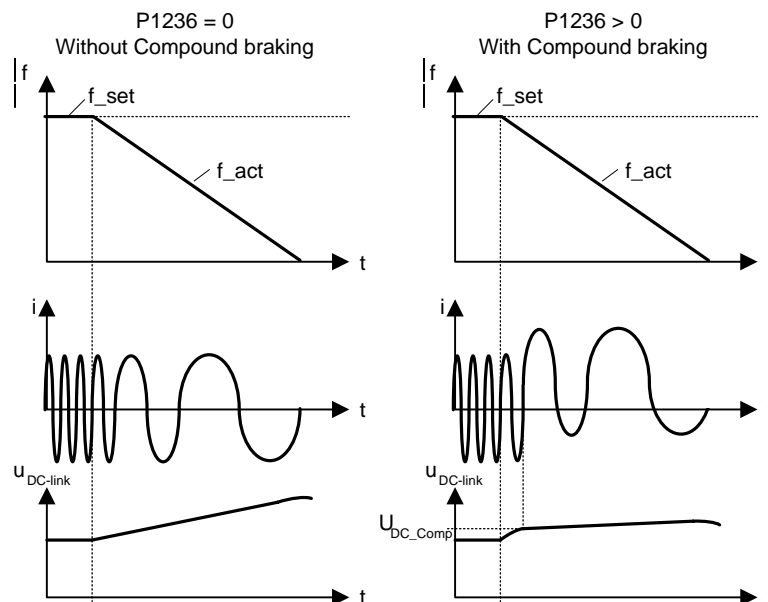 P1236 = 0
Without Compound braking
P1236 > 0
With Compound braking
f
f_set
f_act
t
f
f_set
f_act
i
t
i
u DC-link
t
u DC-link
U DC_Comp